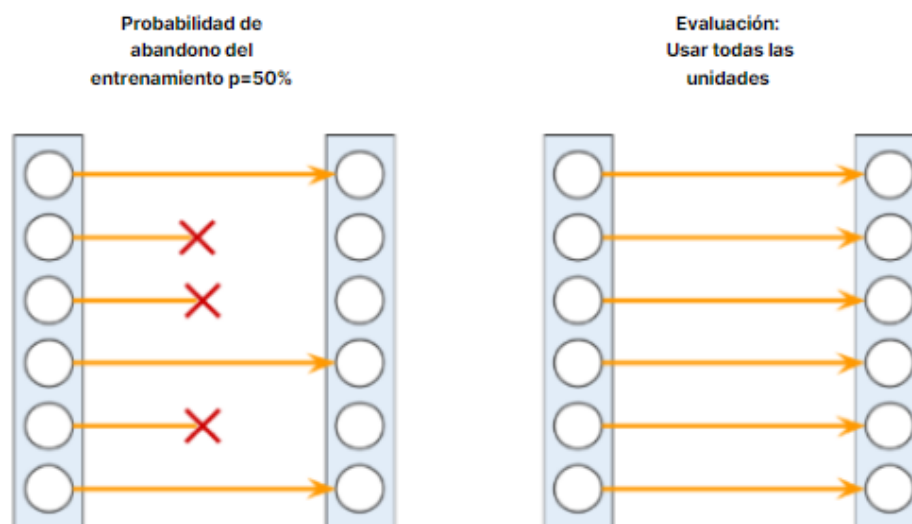 Probabilidad de
abandono del
entrenamiento p=50%
Evaluación:
Usar todas las
unidades